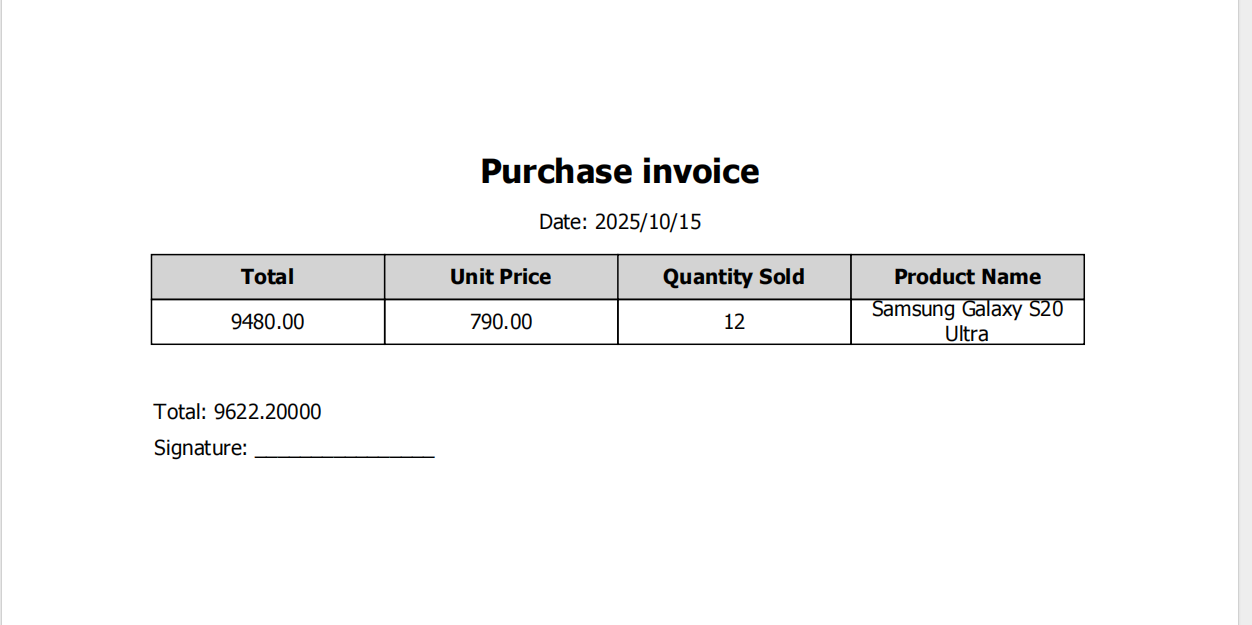 Purchase invoice
Date: 2025/10/15
Total Unit Price Quantity Sold Product Name
9480.00 790.00 12 Samsung Galaxy S20
Ultra
Total: 9622.20000
Signature: ________________